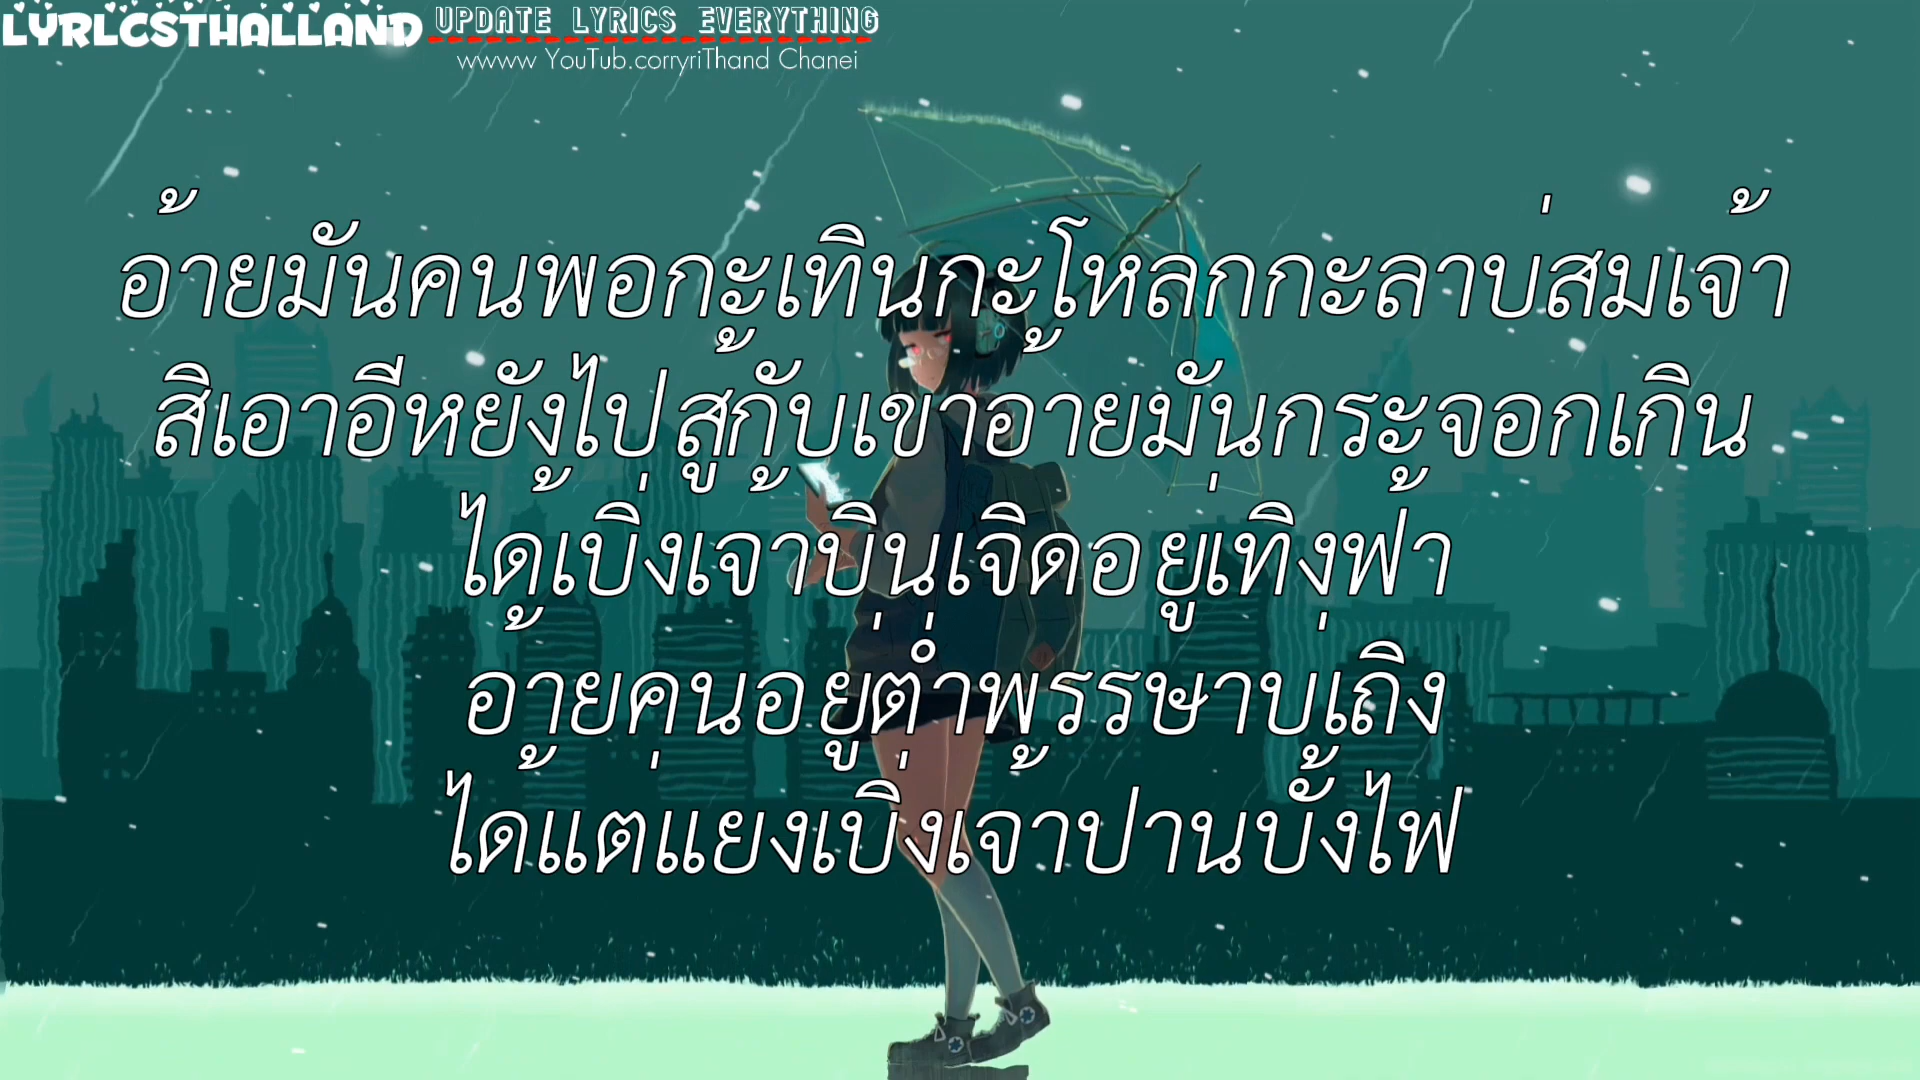 LYRLCSTHALLAND UPDATE LYRICS EVERYTHING
wwww YouTub.corryriThand Chanei
อ้ายมันคนพอกะเทินกะโหลกกะลาบ่สมเจ้า
สิเอาอีหยังไปสู้กับเขาอ้ายมันกระจอกเกิน
ได้เบิ่งเจ้าบินเจิดอยู่เทิงฟ้า
อ้ายคนอยู่ต่ำพรรษาบ่เถิง
ได้แต่แยงเบิ่งเจ้าปานบั้งไฟ